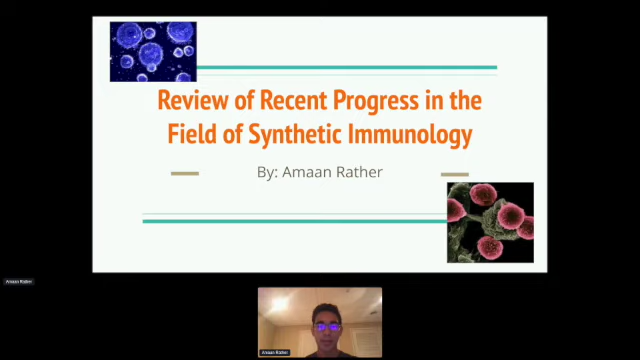 Review of Recent Progress in the
Field of Synthetic Immunology
By: Amaan Rather
Amaan Rather
Amaan Rather